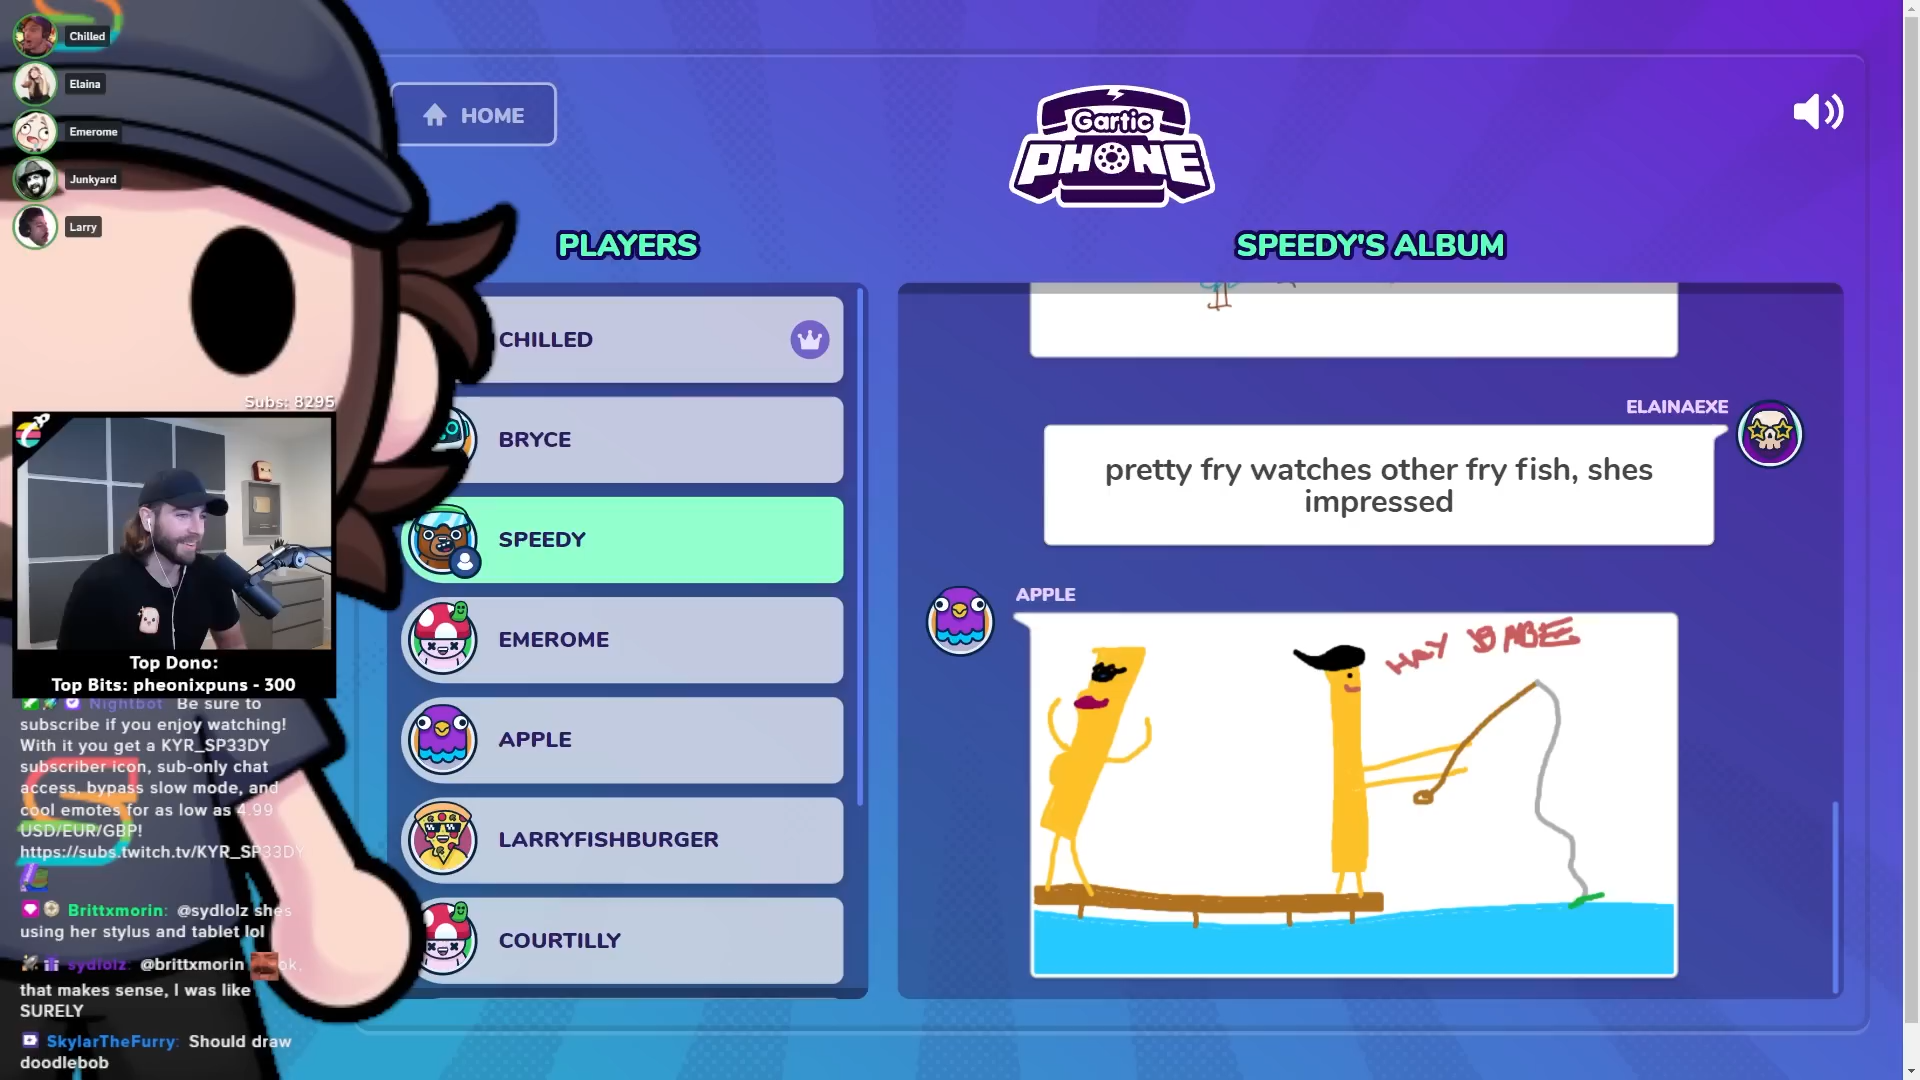 Chilled
Elaina
Emerome
Junkyard
Larry
HOME
Gartic
PHONE
PLAYERS
SPEEDY'S ALBUM
CHILLED
BRYCE
SPEEDY
EMEROME
APPLE
LARRYFISHBURGER
COURTILLY
ELAINAEXE
pretty fry watches other fry fish, shes
impressed
APPLE
HAY BABE
Subs: 8295
Top Dono:
Top Bits: pheonixpuns - 300
Nightbot Be sure to
subscribe if you enjoy watching!
With it you get a KYR_SP33DY
subscriber icon, sub-only chat
access, bypass slow mode, and
cool emotes for as low as 4.99
USD/EUR/GBP!
https://subs.twitch.tv/KYR_SP33DY
Brittxmorin: @sydlolz shes
using her stylus and tablet lol
sydlolz: @brittxmorin ok,
that makes sense, I was like
SURELY
SkylarTheFurry: Should draw
doodlebob